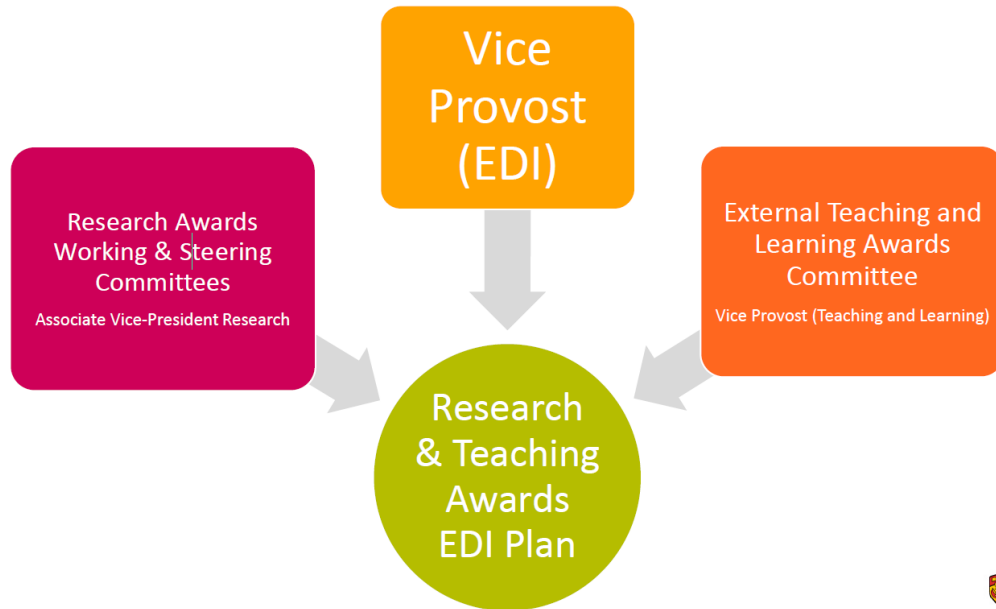 Vice
Provost
(EDI)
Research Awards
Working & Steering
Committees
Associate Vice-President Research
External Teaching and
Learning Awards
Committee
Vice Provost (Teaching and Learning)
Research
& Teaching
Awards
EDI Plan